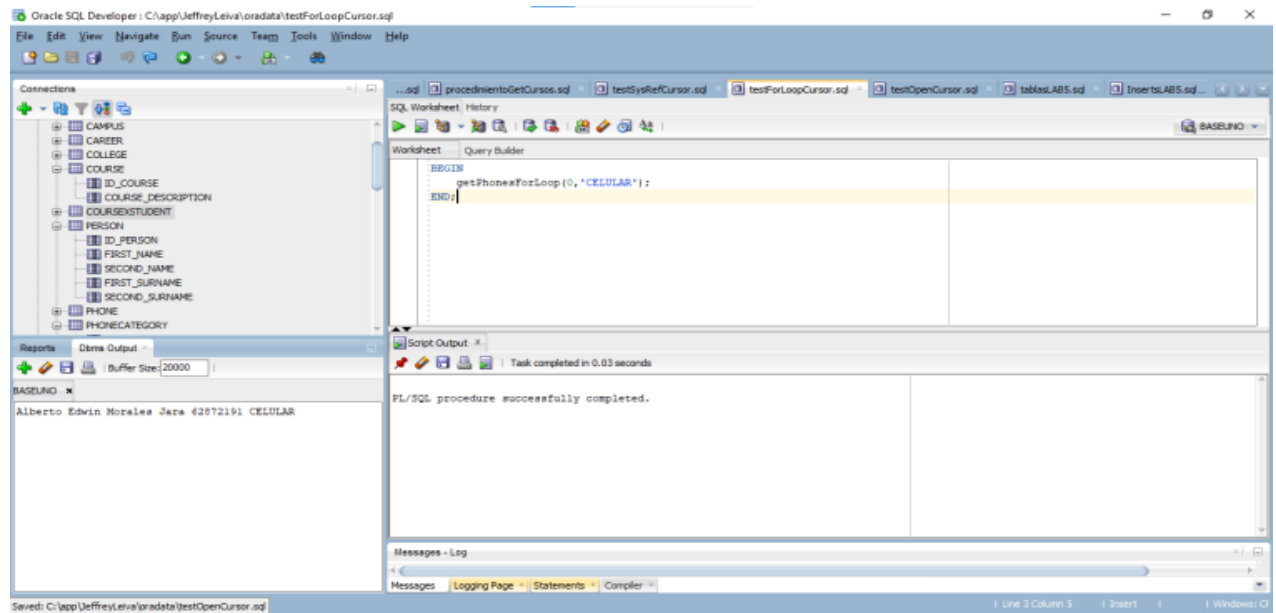 Oracle SQL Developer : C:\app\JeffreyLeiva\oradata\testForLoopCursor.sql
File Edit View Navigate Run Source Team Tools Window Help
Connections
CAMPUS
CAREER
COLLEGE
COURSE
ID_COURSE
COURSE_DESCRIPTION
COURSEXSTUDENT
PERSON
ID_PERSON
FIRST_NAME
SECOND_NAME
FIRST_SURNAME
SECOND_SURNAME
PHONE
PHONECATEGORY
...sql procedimientoGetCursos.sql testSysRefCursor.sql testForLoopCursor.sql testOpenCursor.sql tablasLAB5.sql InsertsLAB5.sql...
SQL Worksheet History
BASEUNO
Worksheet Query Builder
BEGIN
getPhonesForLoop(0,'CELULAR');
END;
Reports Dbms Output
Buffer Size: 20000
BASEUNO
Alberto Edwin Morales Jara 62872191 CELULAR
Script Output
Task completed in 0.03 seconds
PL/SQL procedure successfully completed.
Messages - Log
Messages Logging Page Statements Compiler
Saved: C:\app\JeffreyLeiva\oradata\testOpenCursor.sql
Line 3 Column 5 Insert Windows: C